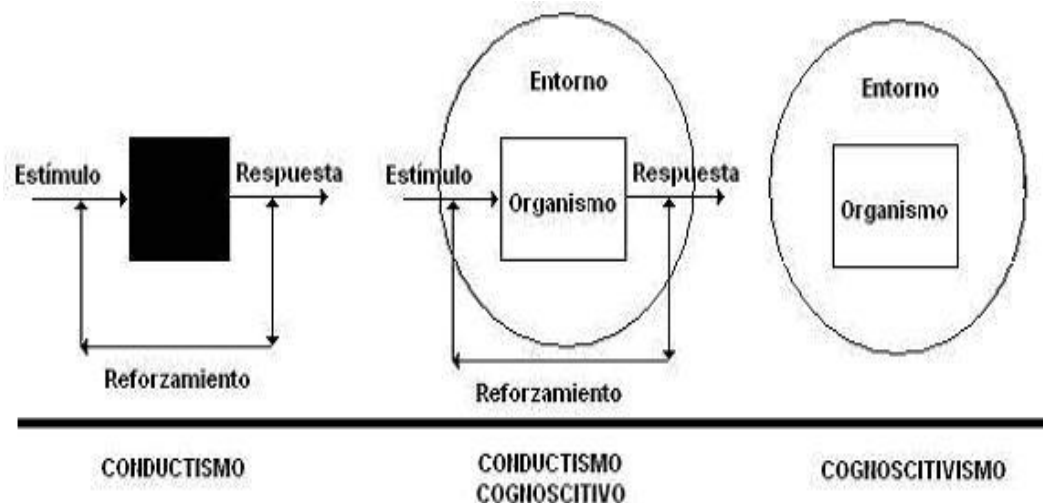 Estímulo
Respuesta
Reforzamiento
CONDUCTISMO
Entorno
Estímulo
Organismo
Respuesta
Reforzamiento
CONDUCTISMO
COGNOSCITIVO
Entorno
Organismo
COGNOSCITIVISMO